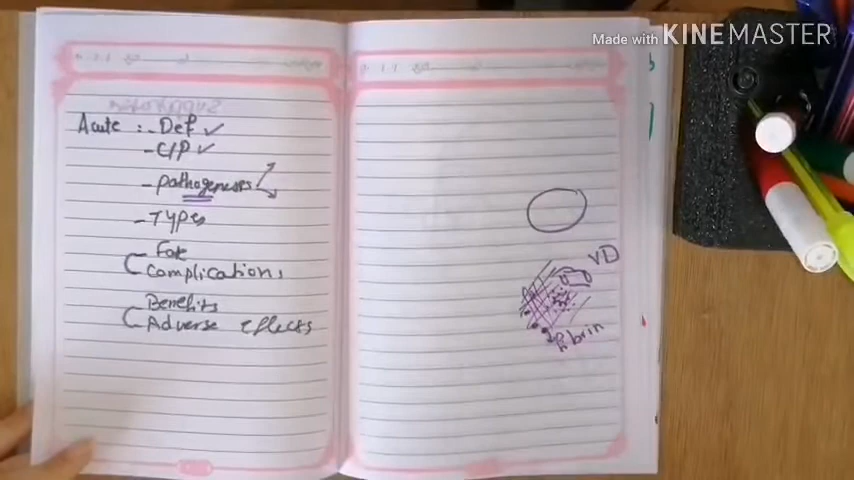 Made with KINEMASTER
Acute :- Def ✓
- C/P ✓
- pathogenesis
- Types
Fate
Complications
Benefits
Adverse effects
VD
fibrin